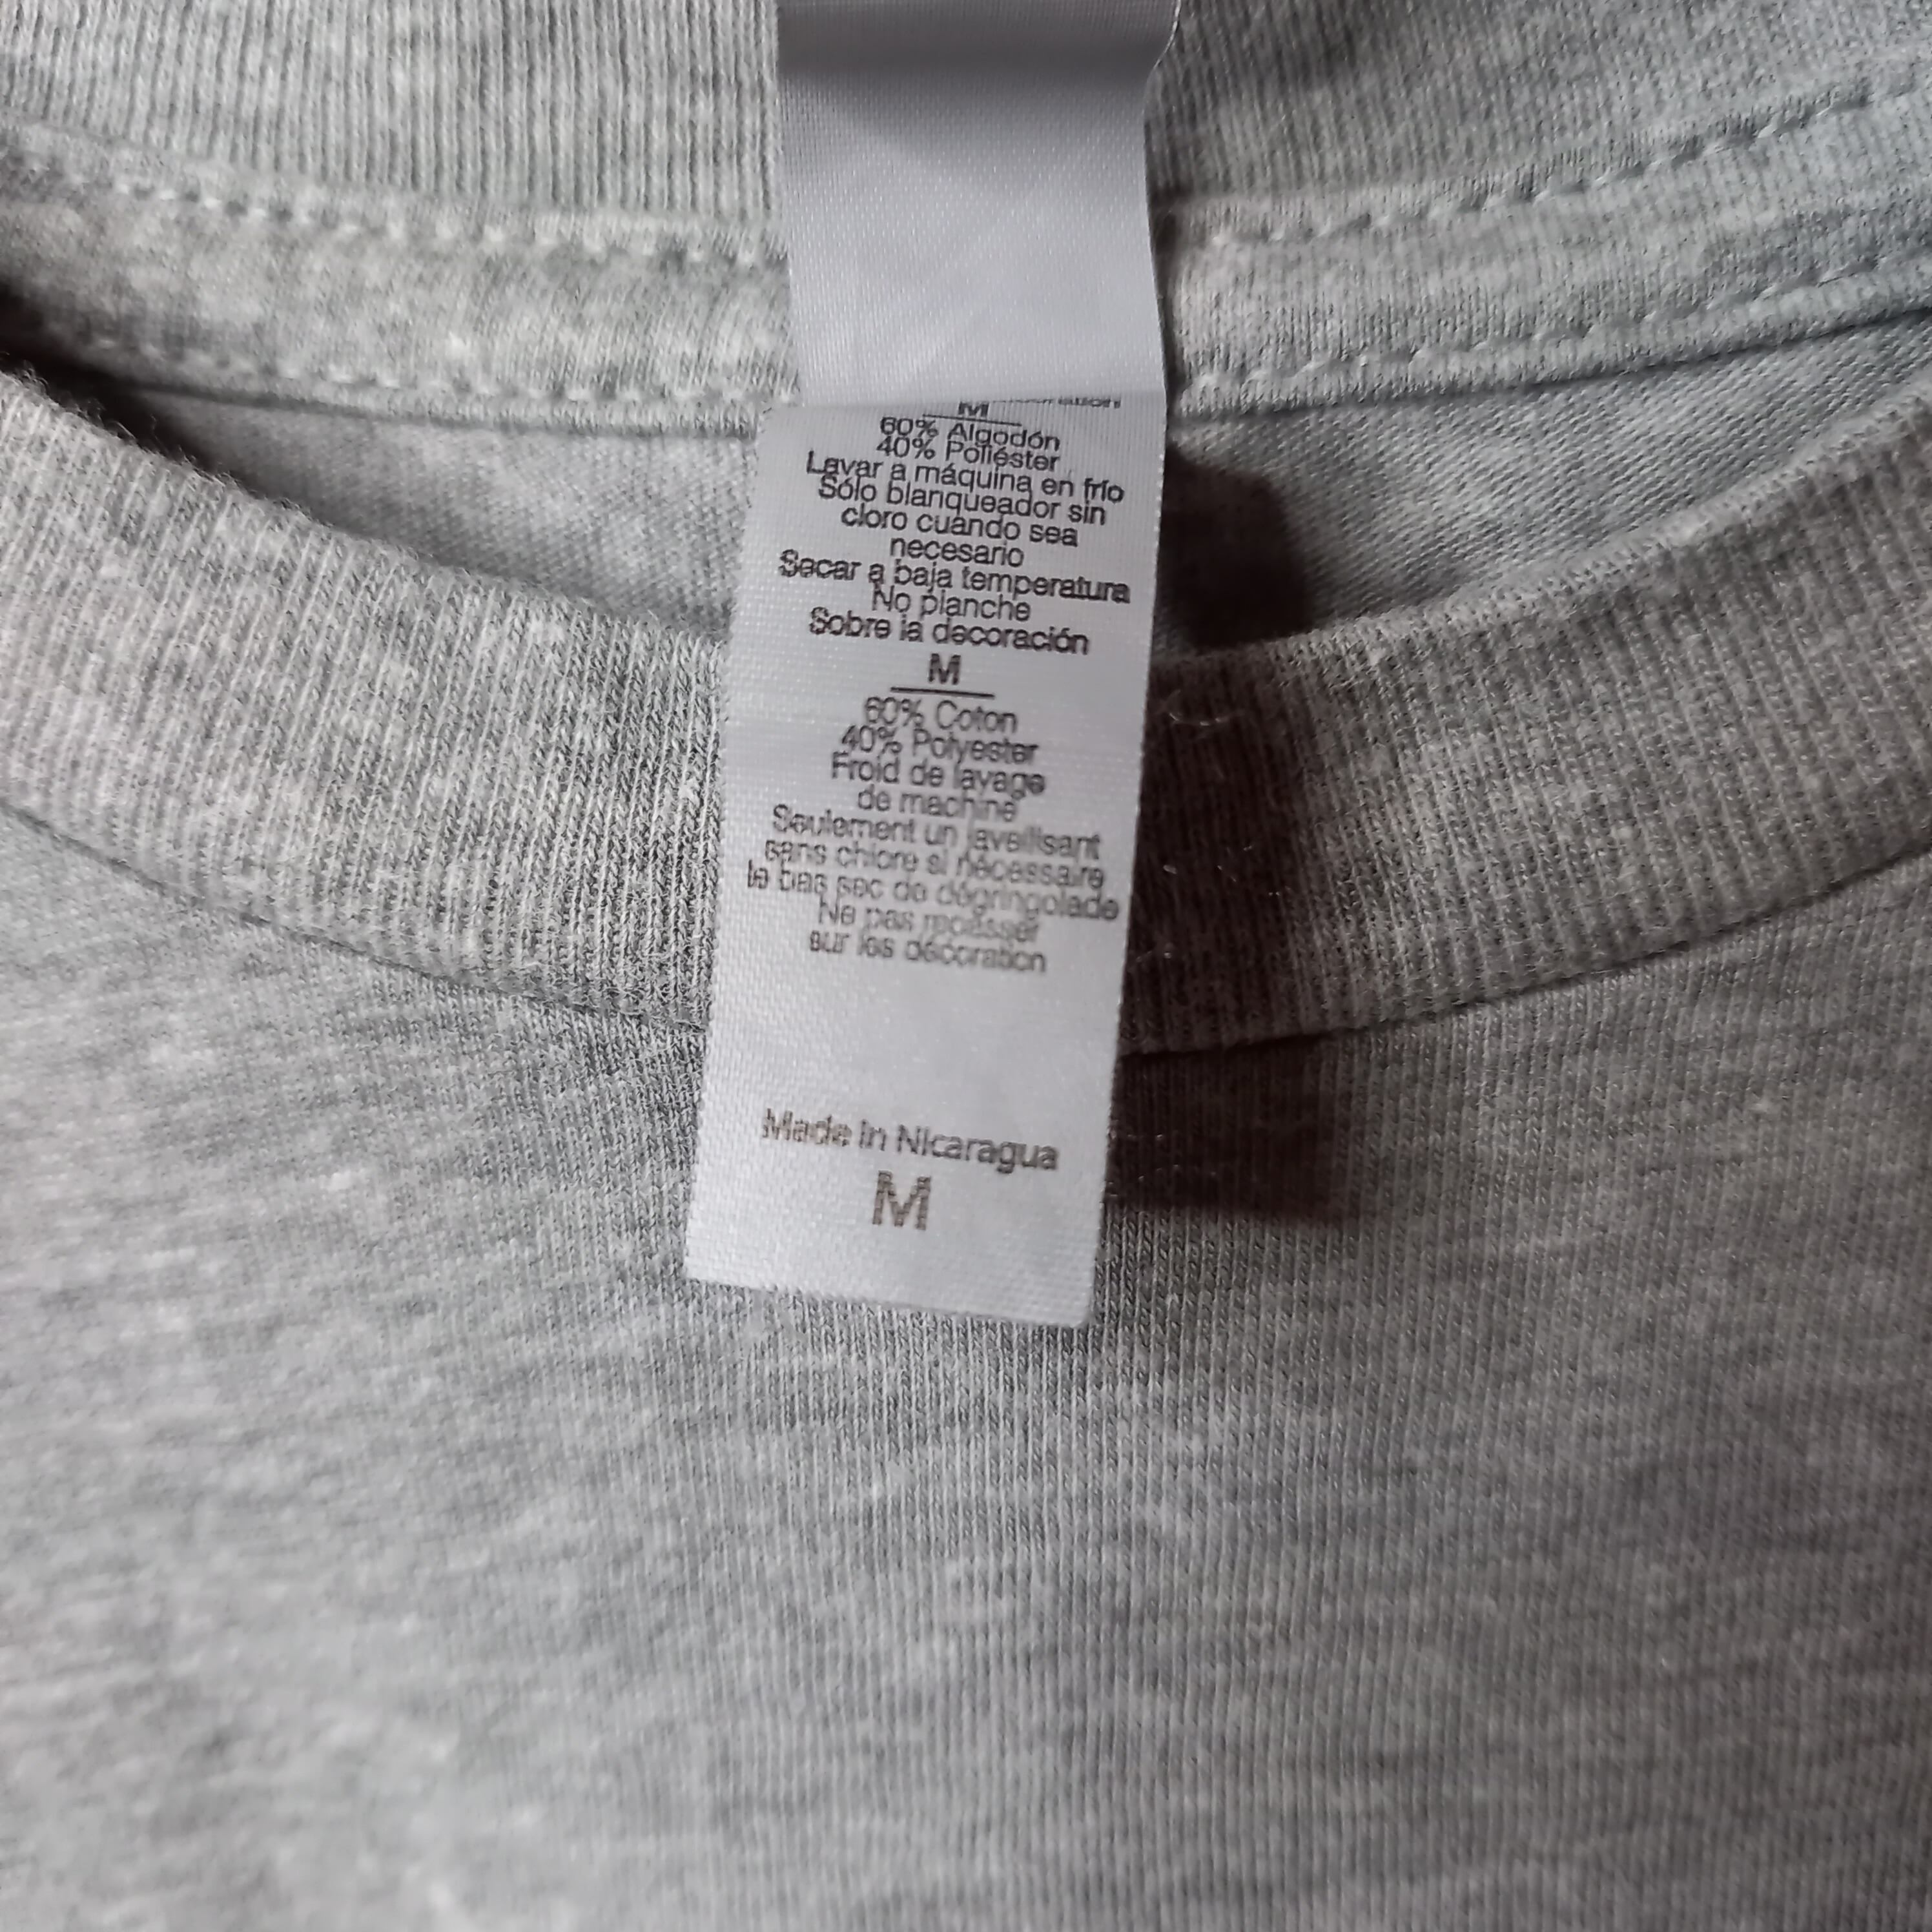 M
60% Algodón
40% Poliéster
Lavar a máquina en frío
Sólo blanqueador sin
cloro cuando sea
necesario
Secar a baja temperatura
No planche
Sobre la decoración
M
60% Coton
40% Polyester
Froid de lavage
de machine
Seulement un javellisant
sans chlore si nécessaire
le bas sec de dégringolade
Ne pas repasser
sur les décoration
Made in Nicaragua
M